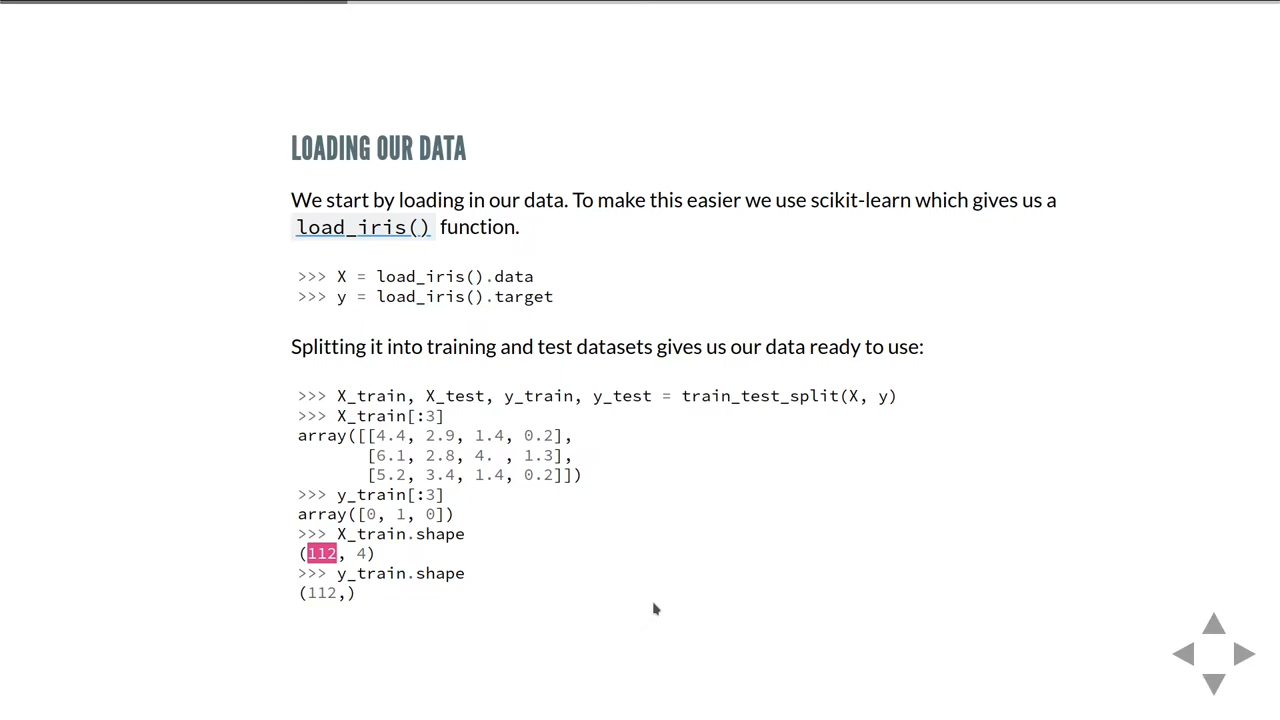 LOADING OUR DATA
We start by loading in our data. To make this easier we use scikit-learn which gives us a
load_iris() function.
>>> X = load_iris().data
>>> y = load_iris().target
Splitting it into training and test datasets gives us our data ready to use:
>>> X_train, X_test, y_train, y_test = train_test_split(X, y)
>>> X_train[:3]
array([[4.4, 2.9, 1.4, 0.2],
       [6.1, 2.8, 4. , 1.3],
       [5.2, 3.4, 1.4, 0.2]])
>>> y_train[:3]
array([0, 1, 0])
>>> X_train.shape
(112, 4)
>>> y_train.shape
(112,)